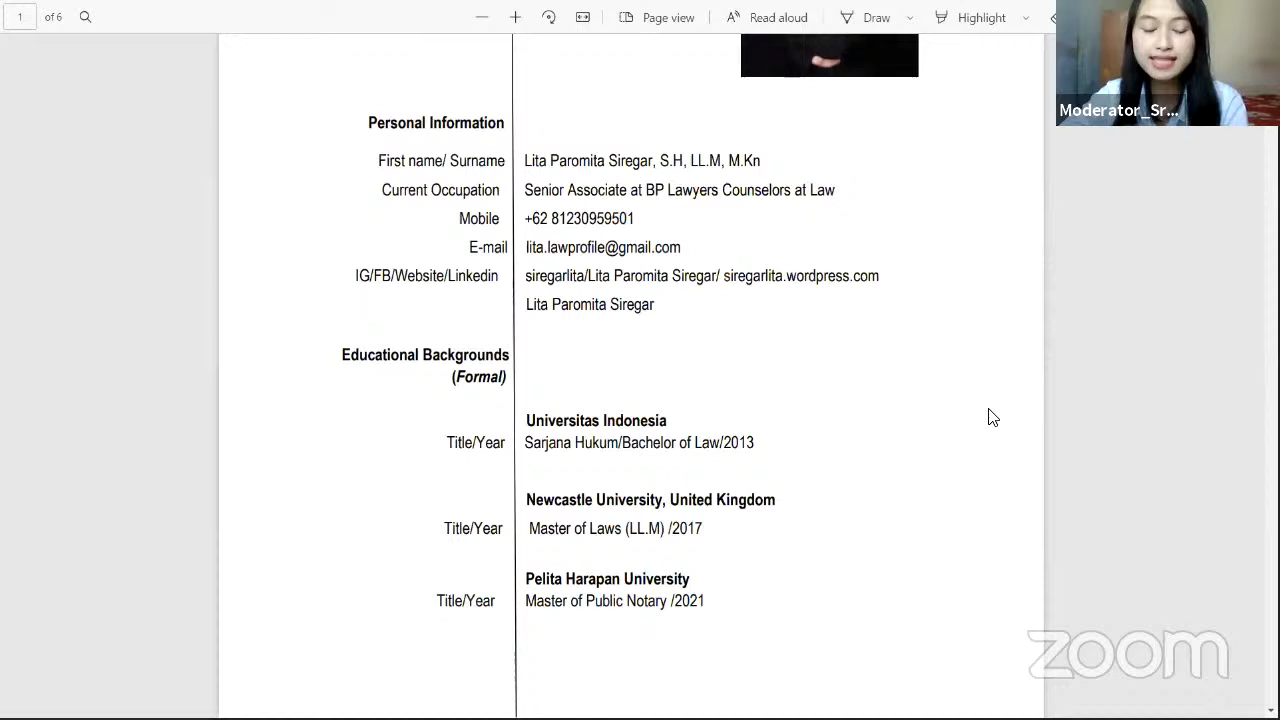 1 of 6 Page view Read aloud Draw Highlight
Moderator_Sr...
Personal Information
First name/ Surname Lita Paromita Siregar, S.H, LL.M, M.Kn
Current Occupation Senior Associate at BP Lawyers Counselors at Law
Mobile +62 81230959501
E-mail lita.lawprofile@gmail.com
IG/FB/Website/Linkedin siregarlita/Lita Paromita Siregar/ siregarlita.wordpress.com
Lita Paromita Siregar
Educational Backgrounds
(Formal)
Universitas Indonesia
Title/Year Sarjana Hukum/Bachelor of Law/2013
Newcastle University, United Kingdom
Title/Year Master of Laws (LL.M) /2017
Pelita Harapan University
Title/Year Master of Public Notary /2021
zoom